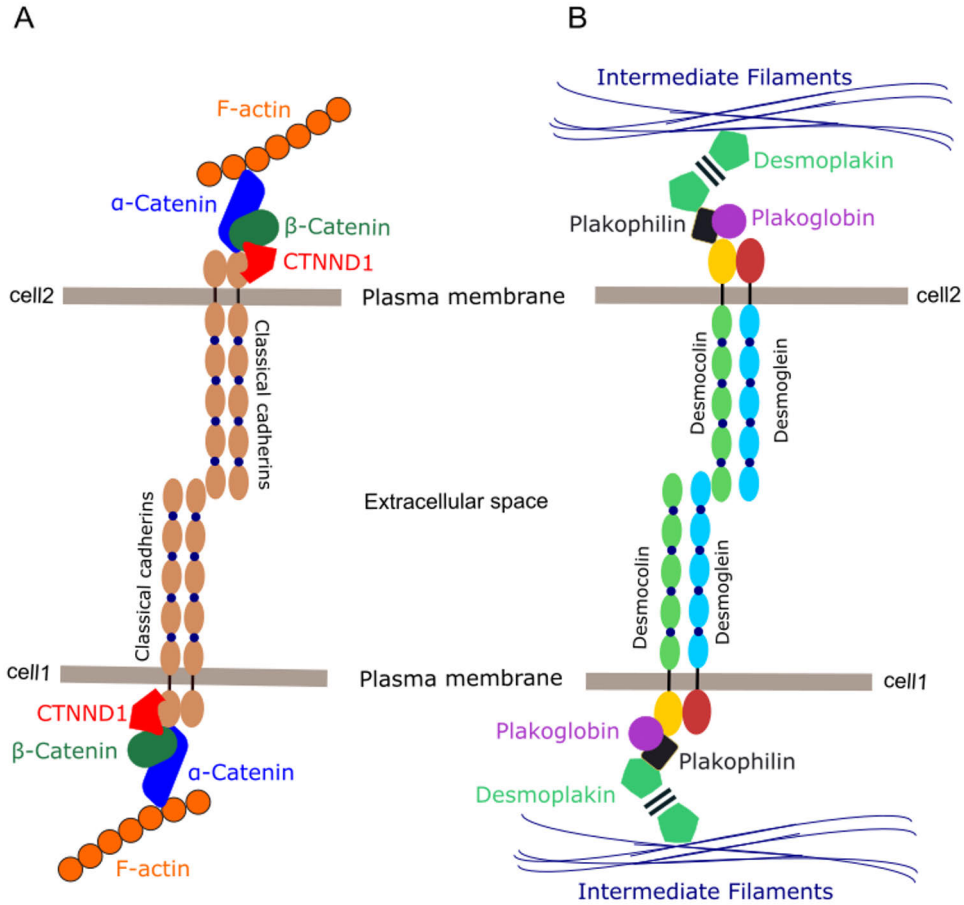 A
B
Intermediate Filaments
F-actin
Desmoplakin
α-Catenin
Plakophilin
Plakoglobin
β-Catenin
CTNND1
cell2
Plasma membrane
cell2
Classical cadherins
Desmocolin
Desmoglein
Classical cadherins
Extracellular space
Desmocolin
Desmoglein
cell1
Plasma membrane
cell1
CTNND1
Plakoglobin
β-Catenin
Plakophilin
α-Catenin
Desmoplakin
F-actin
Intermediate Filaments